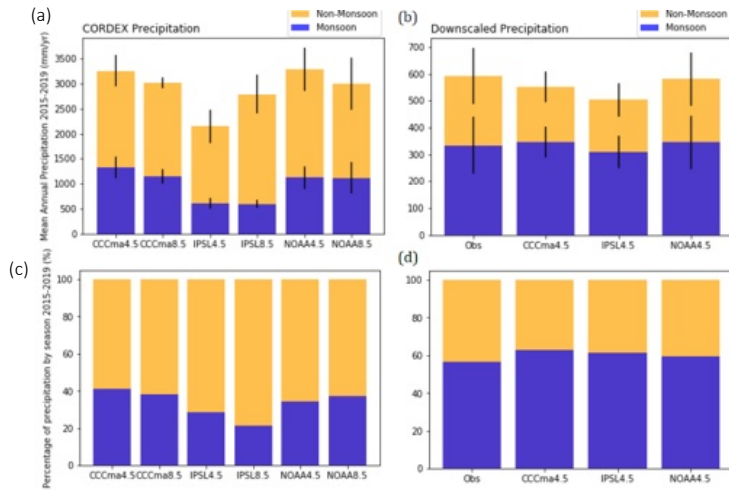 (a)
CORDEX Precipitation
Non-Monsoon
Monsoon
Mean Annual Precipitation 2015-2019 (mm/yr)
3500
3000
2500
2000
1500
1000
500
0
CCCma4.5 CCCma8.5 IPSL4.5 IPSL8.5 NOAA4.5 NOAA8.5
(b)
Downscaled Precipitation
Non-Monsoon
Monsoon
700
600
500
400
300
200
100
0
Obs CCCma4.5 IPSL4.5 NOAA4.5
(c)
Percentage of precipitation by season 2015-2019 (%)
100
80
60
40
20
0
CCCma4.5 CCCma8.5 IPSL4.5 IPSL8.5 NOAA4.5 NOAA8.5
(d)
100
80
60
40
20
0
Obs CCCma4.5 IPSL4.5 NOAA4.5